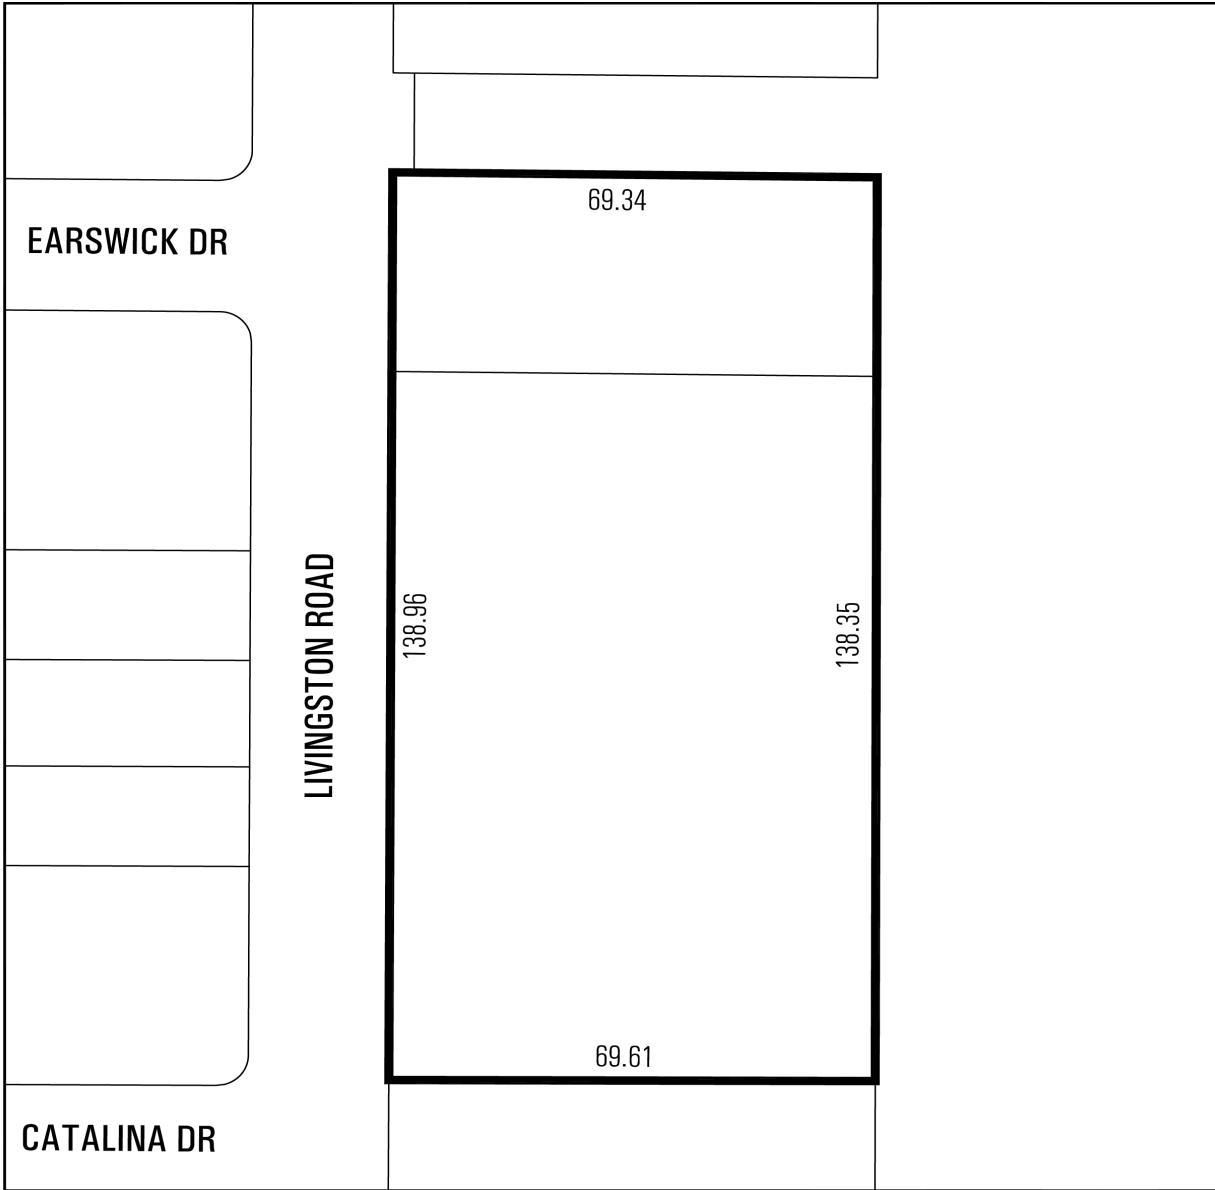 69.34
EARSWICK DR
LIVINGSTON ROAD
138.96
138.35
69.61
CATALINA DR